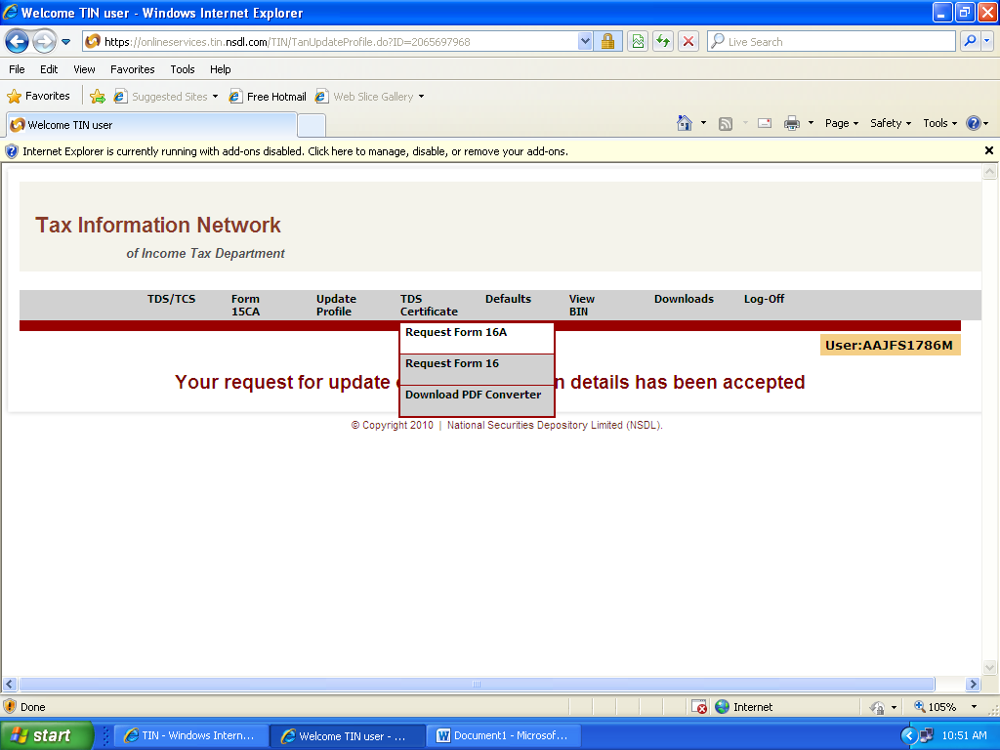 Welcome TIN user - Windows Internet Explorer
https://onlineservices.tin.nsdl.com/TIN/TanUpdateProfile.do?ID=2065697968
Live Search
File Edit View Favorites Tools Help
Favorites Suggested Sites Free Hotmail Web Slice Gallery
Welcome TIN user
Page Safety Tools
Internet Explorer is currently running with add-ons disabled. Click here to manage, disable, or remove your add-ons.
Tax Information Network
of Income Tax Department
TDS/TCS Form 15CA Update Profile TDS Certificate Defaults View BIN Downloads Log-Off
Request Form 16A
User:AAJFS1786M
Request Form 16
Your request for update n details has been accepted
Download PDF Converter
© Copyright 2010 | National Securities Depository Limited (NSDL).
Done Internet 105%
start TIN - Windows Intern... Welcome TIN user - ... Document1 - Microsof... 10:51 AM